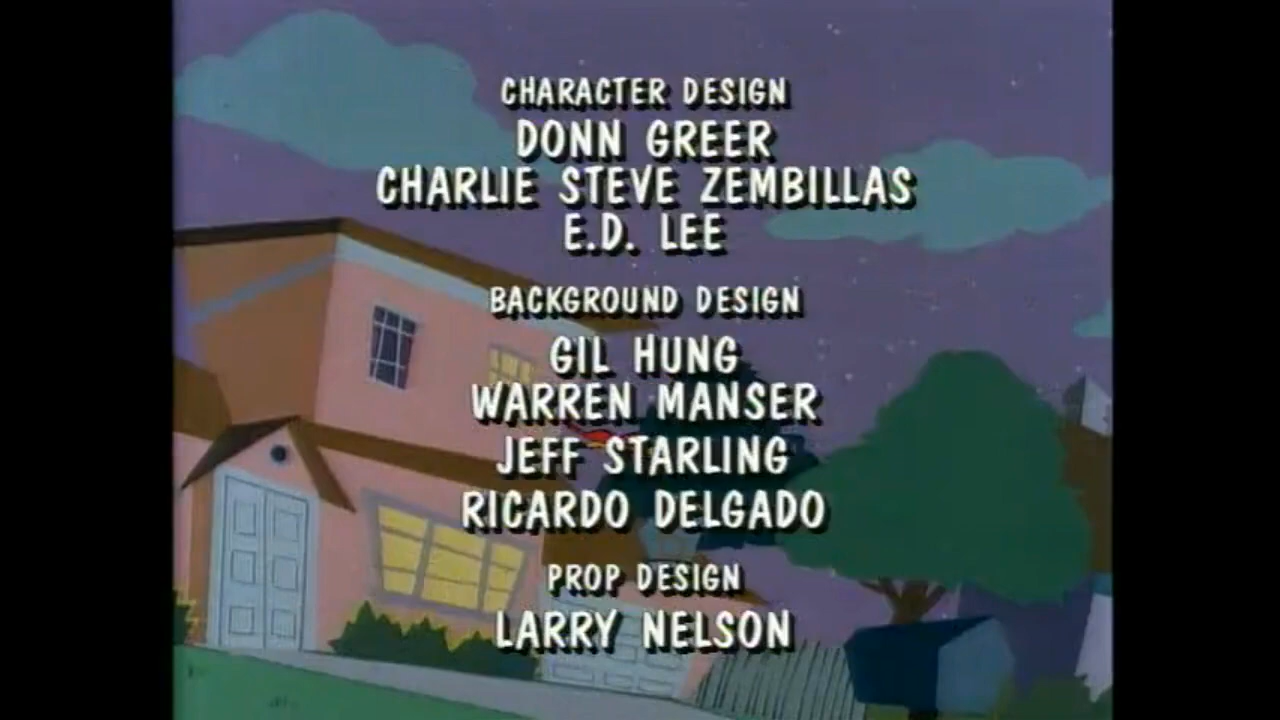 CHARACTER DESIGN
DONN GREER
CHARLIE STEVE ZEMBILLAS
E.D. LEE
BACKGROUND DESIGN
GIL HUNG
WARREN MANSER
JEFF STARLING
RICARDO DELGADO
PROP DESIGN
LARRY NELSON